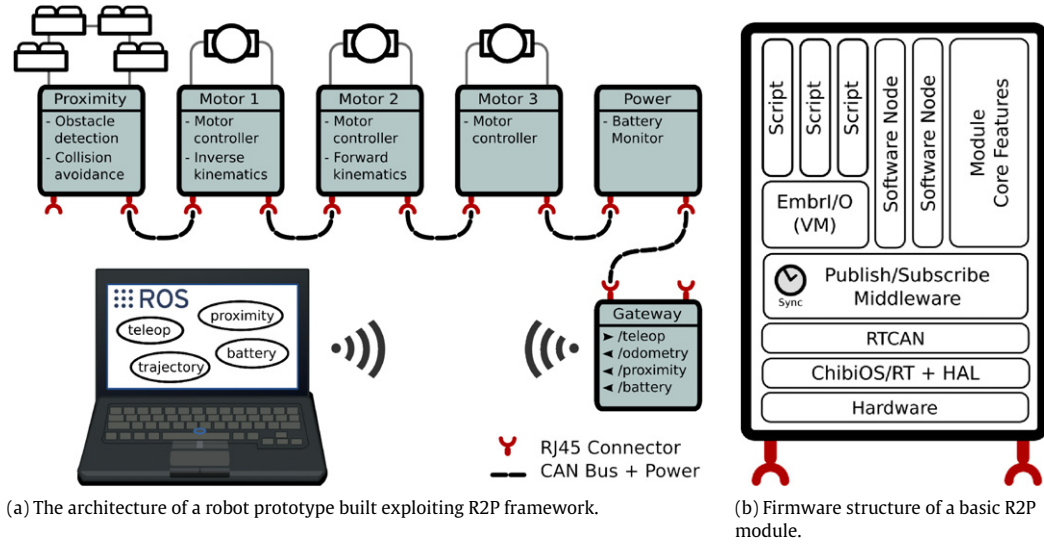 Proximity
- Obstacle
detection
- Collision
avoidance
Motor 1
- Motor
controller
- Inverse
kinematics
Motor 2
- Motor
controller
- Forward
kinematics
Motor 3
- Motor
controller
Power
- Battery
Monitor
ROS
teleop
proximity
trajectory
battery
Gateway
► /teleop
◄ /odometry
◄ /proximity
◄ /battery
RJ45 Connector
CAN Bus + Power
(a) The architecture of a robot prototype built exploiting R2P framework.
Script
Script
Script
Software Node
Software Node
Module
Core Features
EmbrI/O
(VM)
Sync
Publish/Subscribe
Middleware
RTCAN
ChibiOS/RT + HAL
Hardware
(b) Firmware structure of a basic R2P
module.